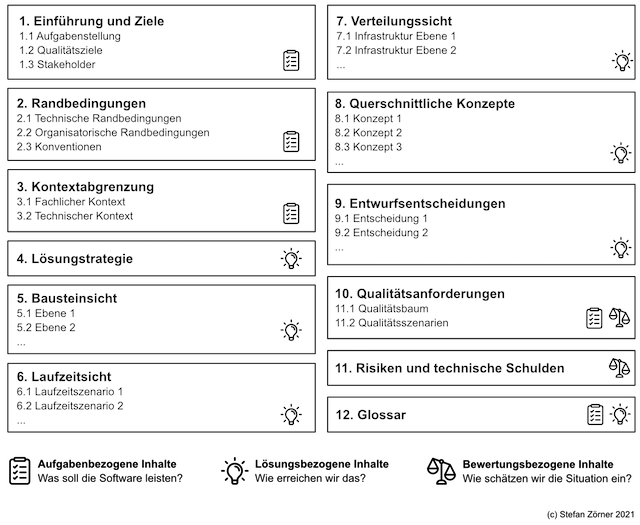 1. Einführung und Ziele
1.1 Aufgabenstellung
1.2 Qualitätsziele
1.3 Stakeholder
2. Randbedingungen
2.1 Technische Randbedingungen
2.2 Organisatorische Randbedingungen
2.3 Konventionen
3. Kontextabgrenzung
3.1 Fachlicher Kontext
3.2 Technischer Kontext
4. Lösungstrategie
5. Bausteinsicht
5.1 Ebene 1
5.2 Ebene 2
...
6. Laufzeitsicht
6.1 Laufzeitszenario 1
6.2 Laufzeitszenario 2
...
7. Verteilungssicht
7.1 Infrastruktur Ebene 1
7.2 Infrastruktur Ebene 2
...
8. Querschnittliche Konzepte
8.1 Konzept 1
8.2 Konzept 2
8.3 Konzept 3
...
9. Entwurfsentscheidungen
9.1 Entscheidung 1
9.2 Entscheidung 2
...
10. Qualitätsanforderungen
11.1 Qualitätsbaum
11.2 Qualitätsszenarien
11. Risiken und technische Schulden
12. Glossar
Aufgabenbezogene Inhalte
Was soll die Software leisten?
Lösungsbezogene Inhalte
Wie erreichen wir das?
Bewertungsbezogene Inhalte
Wie schätzen wir die Situation ein?
(c) Stefan Zörner 2021